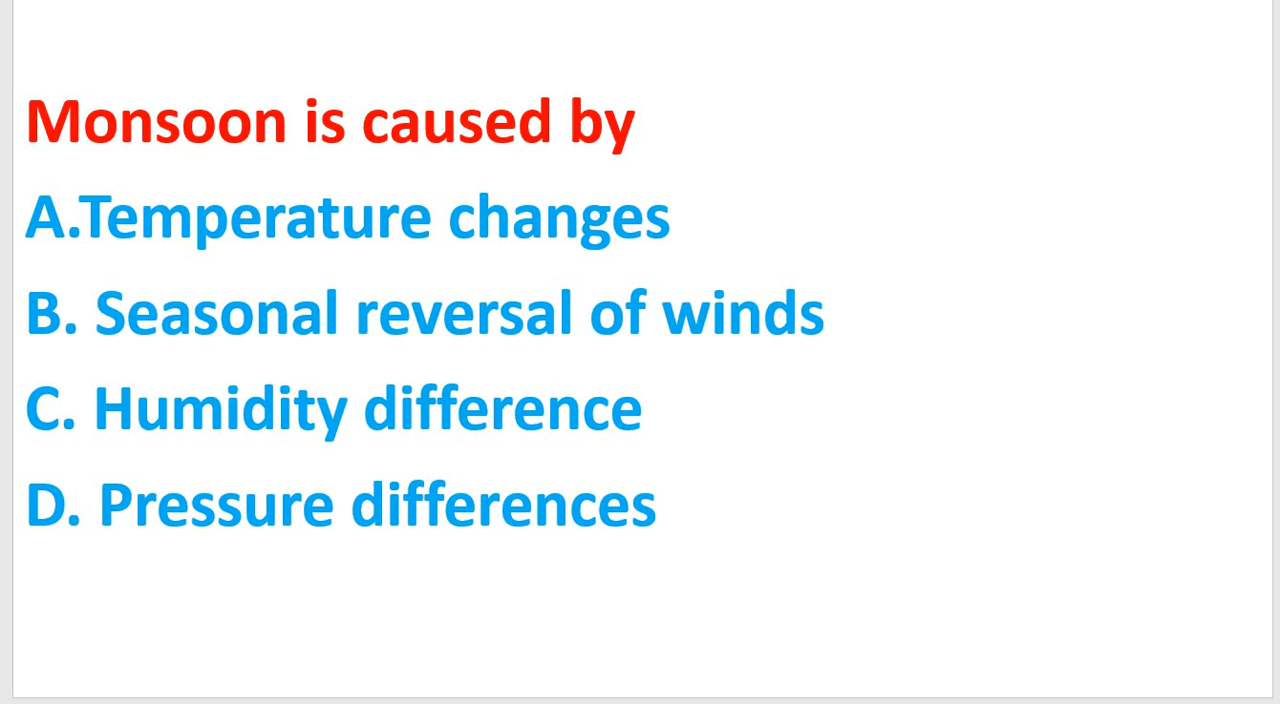 Monsoon is caused by
A.Temperature changes
B. Seasonal reversal of winds
C. Humidity difference
D. Pressure differences